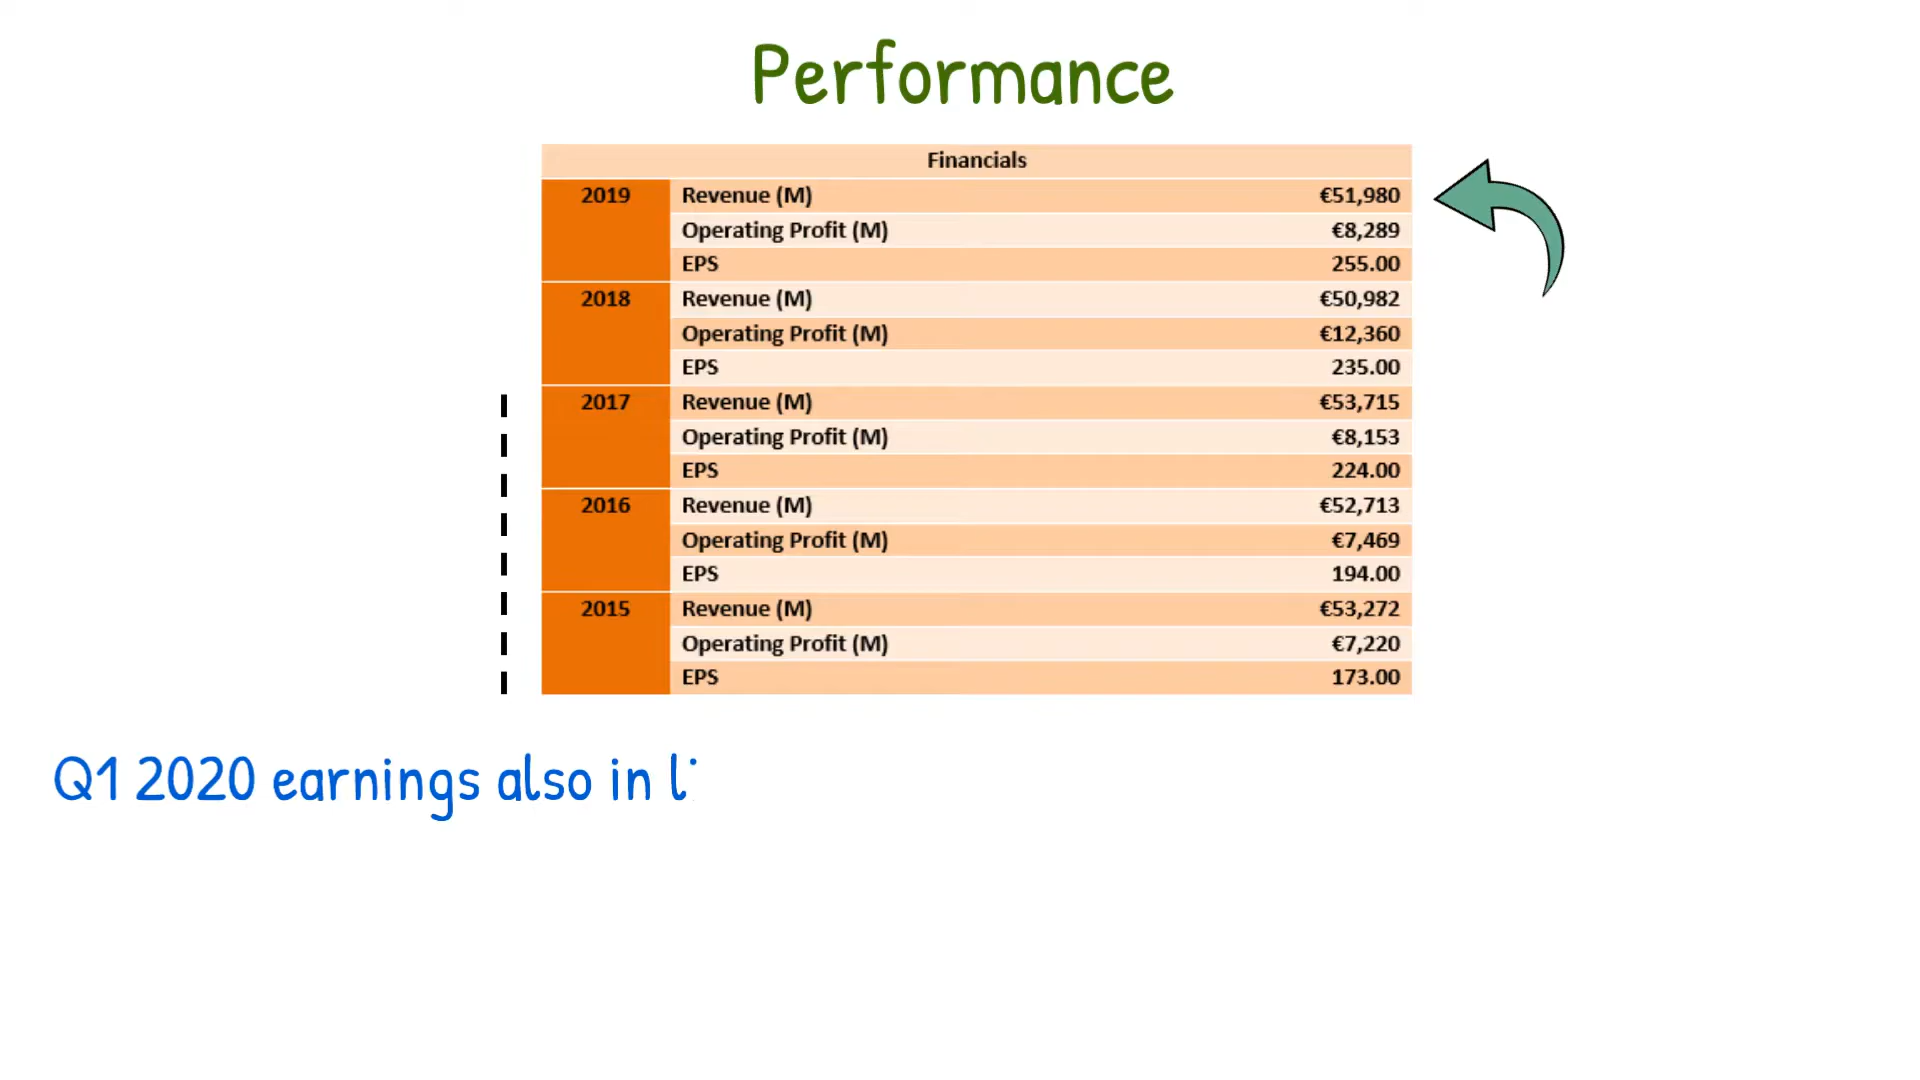 Performance
Financials
2019 Revenue (M) €51,980
Operating Profit (M) €8,289
EPS 255.00
2018 Revenue (M) €50,982
Operating Profit (M) €12,360
EPS 235.00
2017 Revenue (M) €53,715
Operating Profit (M) €8,153
EPS 224.00
2016 Revenue (M) €52,713
Operating Profit (M) €7,469
EPS 194.00
2015 Revenue (M) €53,272
Operating Profit (M) €7,220
EPS 173.00
Q1 2020 earnings also in